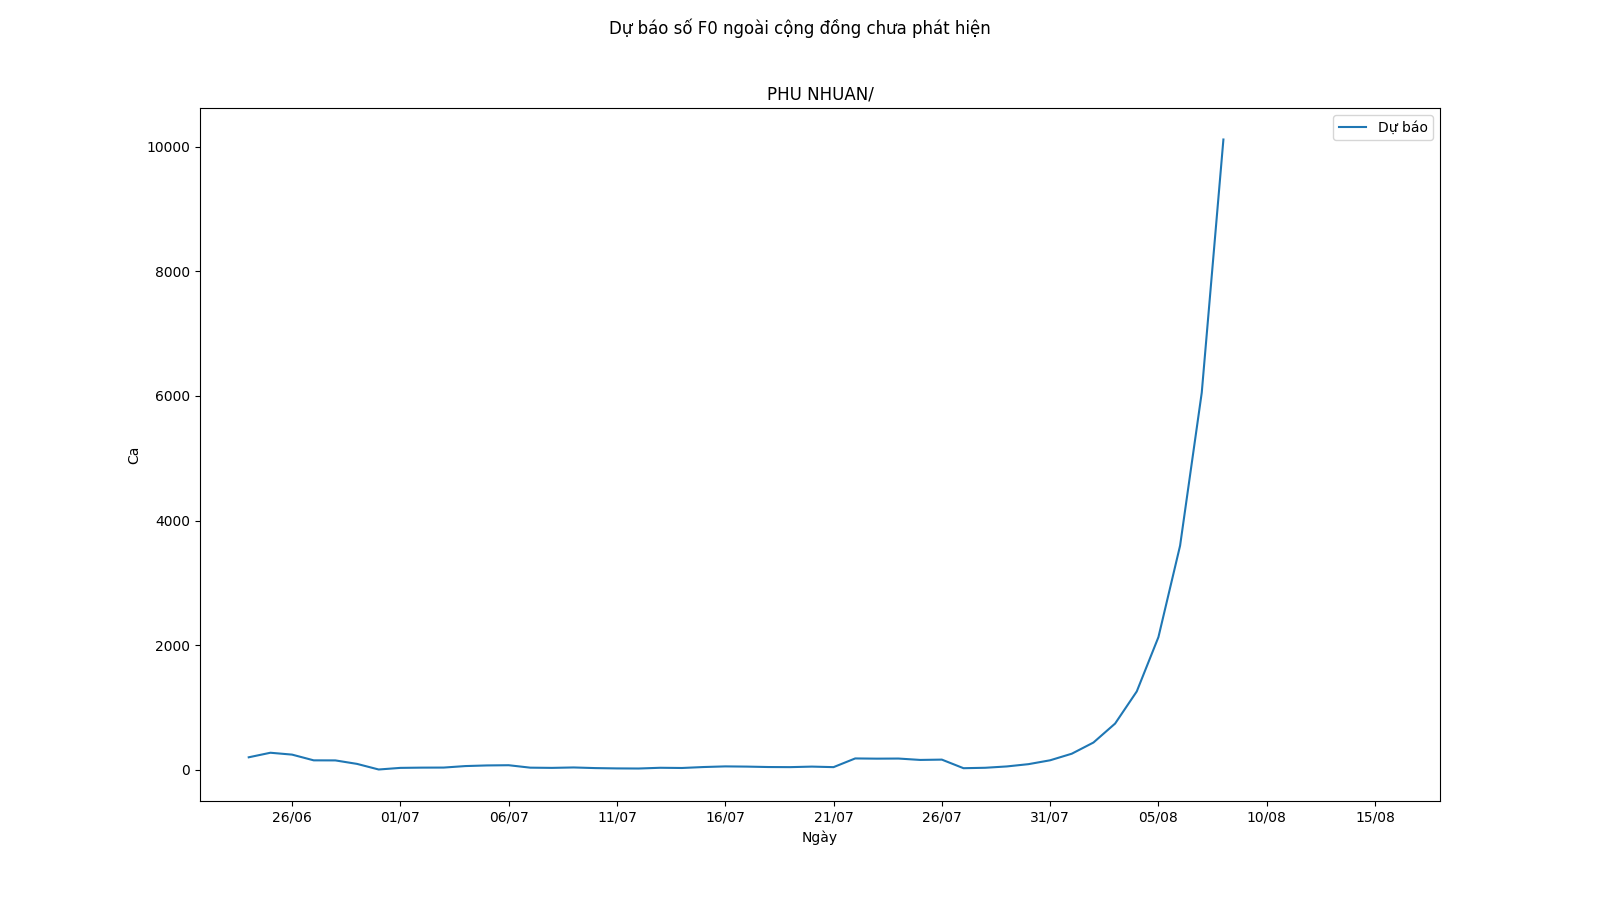 Dự báo số F0 ngoài cộng đồng chưa phát hiện
PHU NHUAN/
Dự báo
10000
8000
6000
4000
2000
0
Ca
26/06 01/07 06/07 11/07 16/07 21/07 26/07 31/07 05/08 10/08 15/08
Ngày